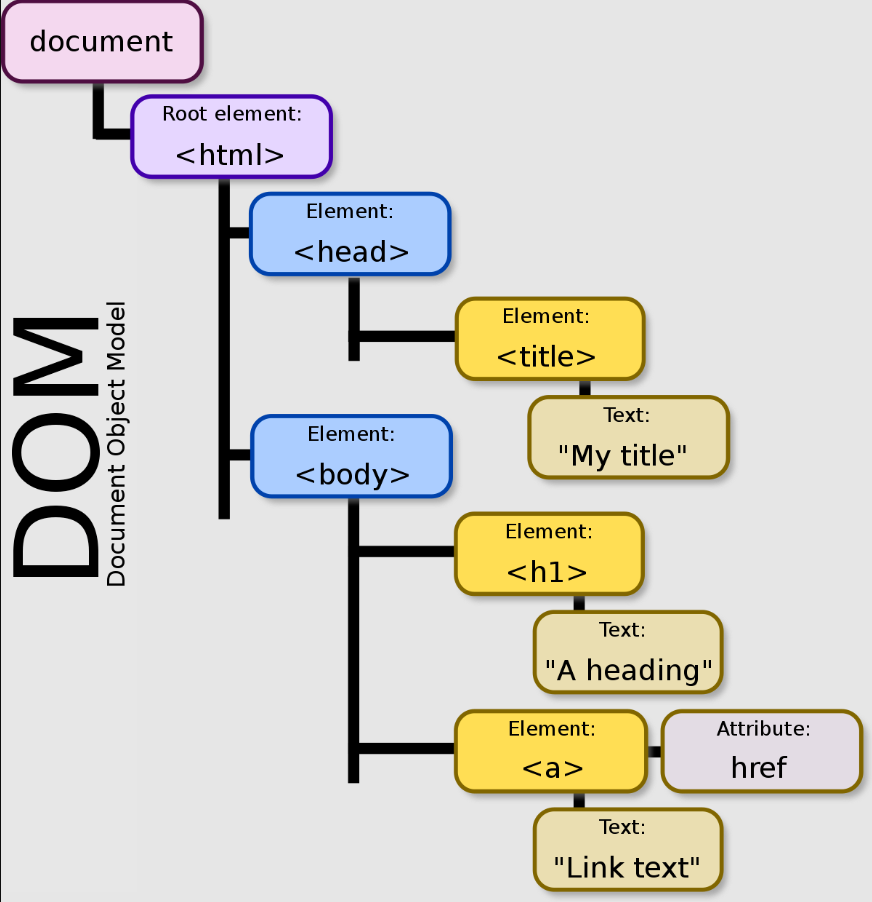 document
Root element:
<html>
Element:
<head>
Element:
<title>
Text:
"My title"
Element:
<body>
Element:
<h1>
Text:
"A heading"
Element:
<a>
Attribute:
href
Text:
"Link text"
DOM
Document Object Model